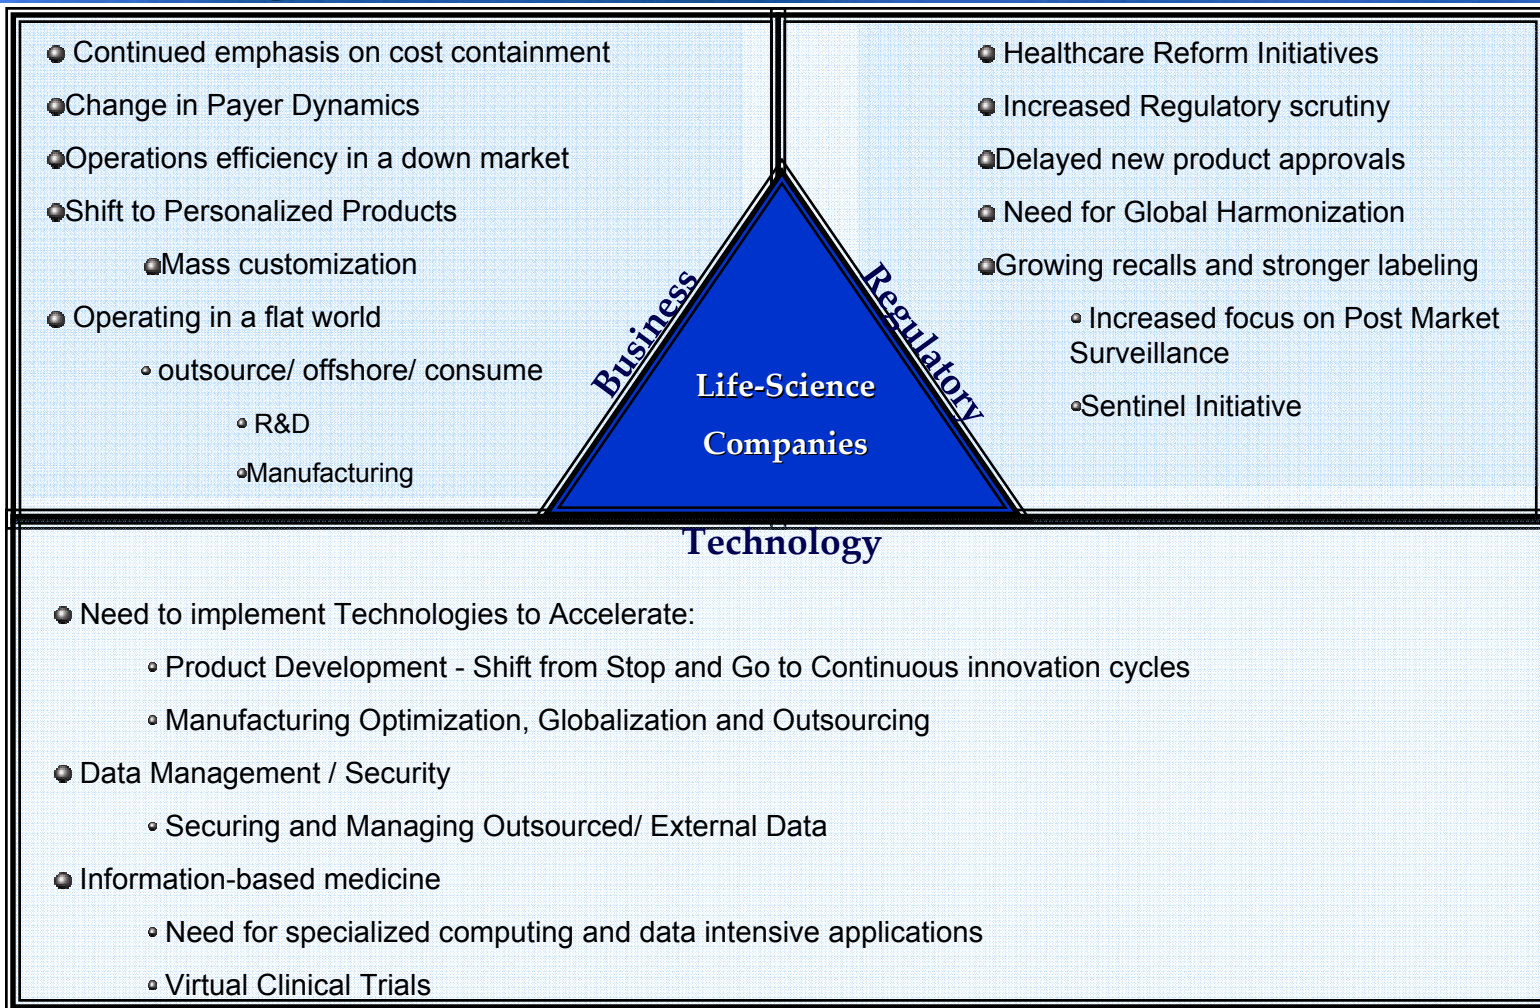 Continued emphasis on cost containment
Change in Payer Dynamics
Operations efficiency in a down market
Shift to Personalized Products
Mass customization
Operating in a flat world
outsource/ offshore/ consume
R&D
Manufacturing
Healthcare Reform Initiatives
Increased Regulatory scrutiny
Delayed new product approvals
Need for Global Harmonization
Growing recalls and stronger labeling
Increased focus on Post Market
Surveillance
Sentinel Initiative
Business
Regulatory
Life-Science
Companies
Technology
Need to implement Technologies to Accelerate:
Product Development - Shift from Stop and Go to Continuous innovation cycles
Manufacturing Optimization, Globalization and Outsourcing
Data Management / Security
Securing and Managing Outsourced/ External Data
Information-based medicine
Need for specialized computing and data intensive applications
Virtual Clinical Trials